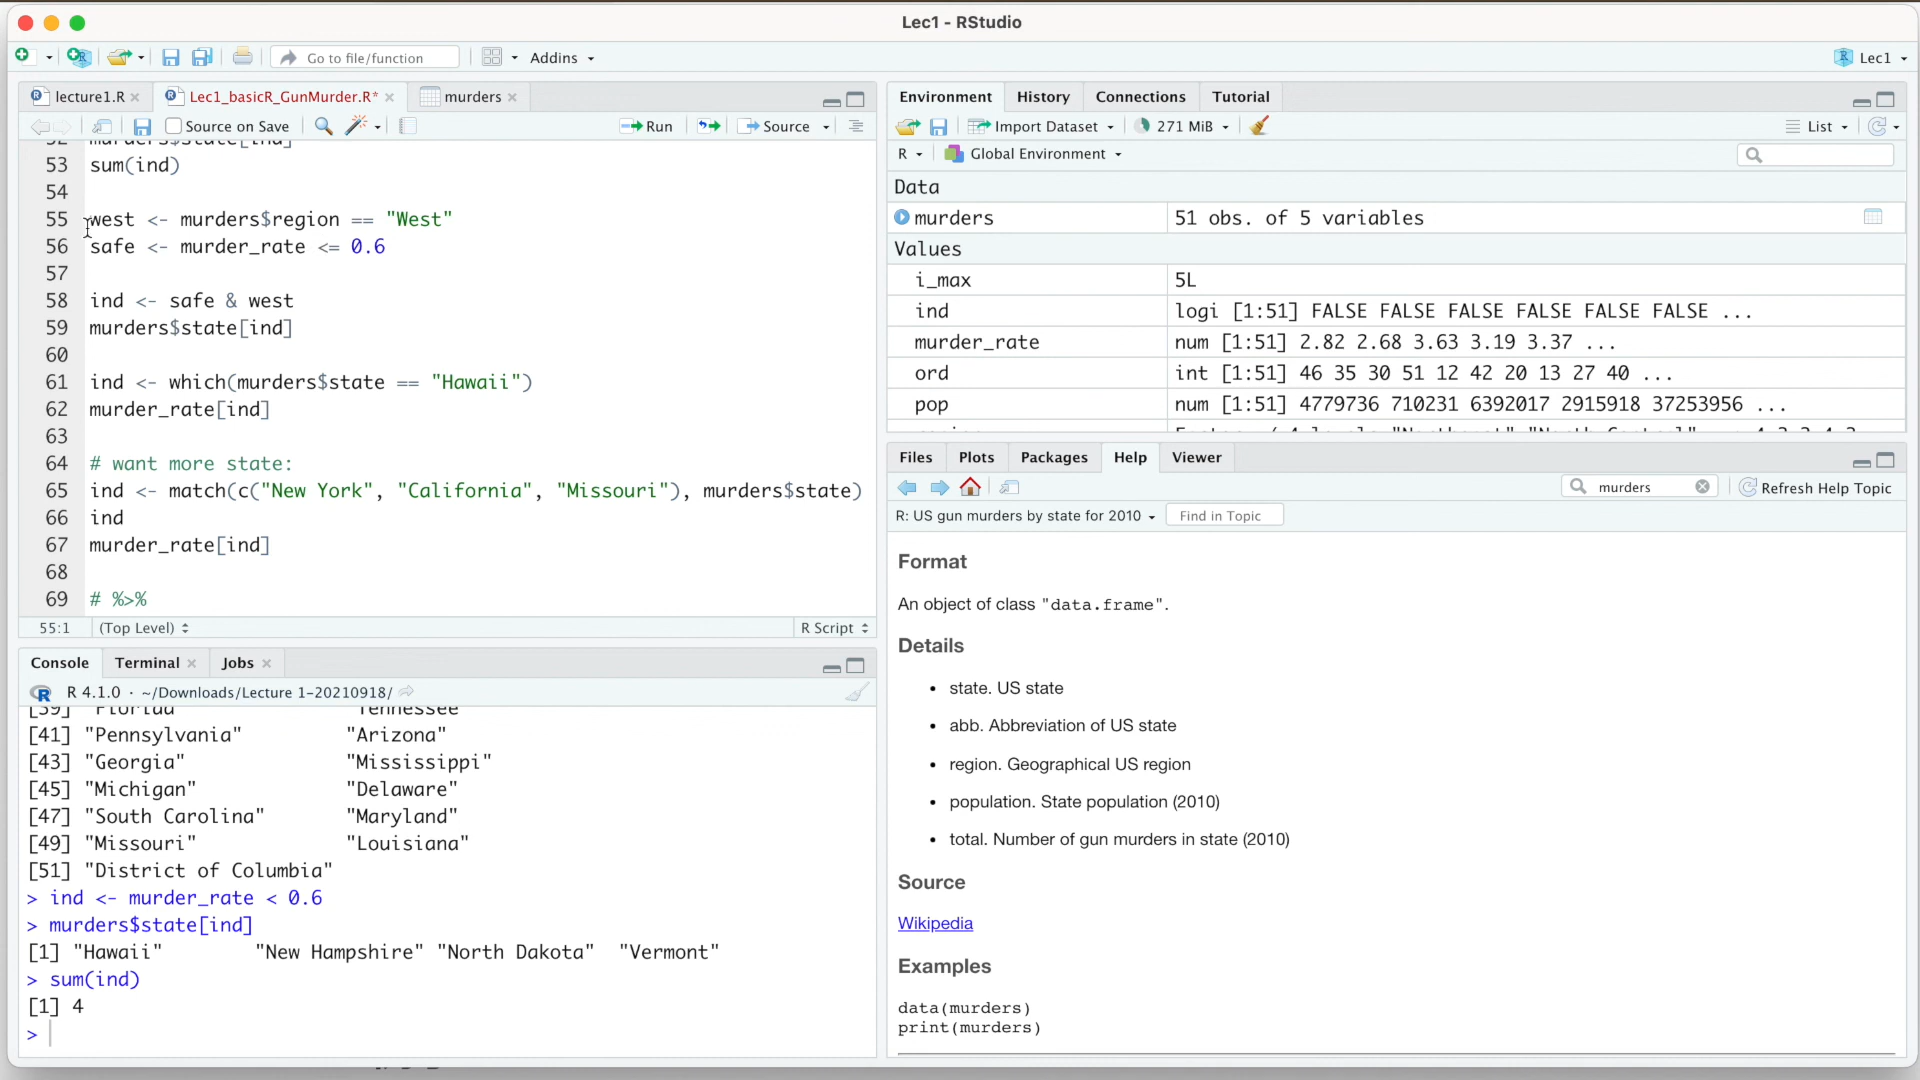 Lec1 - RStudio
Go to file/function
Addins
Lec1
lecture1.R
Lec1_basicR_GunMurder.R*
murders
Source on Save
Run
Source
53 sum(ind)
54
55 west <- murders$region == "West"
56 safe <- murder_rate <= 0.6
57
58 ind <- safe & west
59 murders$state[ind]
60
61 ind <- which(murders$state == "Hawaii")
62 murder_rate[ind]
63
64 # want more state:
65 ind <- match(c("New York", "California", "Missouri"), murders$state)
66 ind
67 murder_rate[ind]
68
69 # %>%
55:1 (Top Level) R Script
Console Terminal Jobs
R 4.1.0 · ~/Downloads/Lecture 1-20210918/
[39] "Florida" "Tennessee"
[41] "Pennsylvania" "Arizona"
[43] "Georgia" "Mississippi"
[45] "Michigan" "Delaware"
[47] "South Carolina" "Maryland"
[49] "Missouri" "Louisiana"
[51] "District of Columbia"
> ind <- murder_rate < 0.6
> murders$state[ind]
[1] "Hawaii" "New Hampshire" "North Dakota" "Vermont"
> sum(ind)
[1] 4
>
Environment History Connections Tutorial
Import Dataset 271 MiB List
R Global Environment
Data
murders 51 obs. of 5 variables
Values
i_max 5L
ind logi [1:51] FALSE FALSE FALSE FALSE FALSE FALSE ...
murder_rate num [1:51] 2.82 2.68 3.63 3.19 3.37 ...
ord int [1:51] 46 35 30 51 12 42 20 13 27 40 ...
pop num [1:51] 4779736 710231 6392017 2915918 37253956 ...
Files Plots Packages Help Viewer
murders Refresh Help Topic
R: US gun murders by state for 2010 Find in Topic
Format
An object of class "data.frame".
Details
• state. US state
• abb. Abbreviation of US state
• region. Geographical US region
• population. State population (2010)
• total. Number of gun murders in state (2010)
Source
Wikipedia
Examples
data(murders)
print(murders)